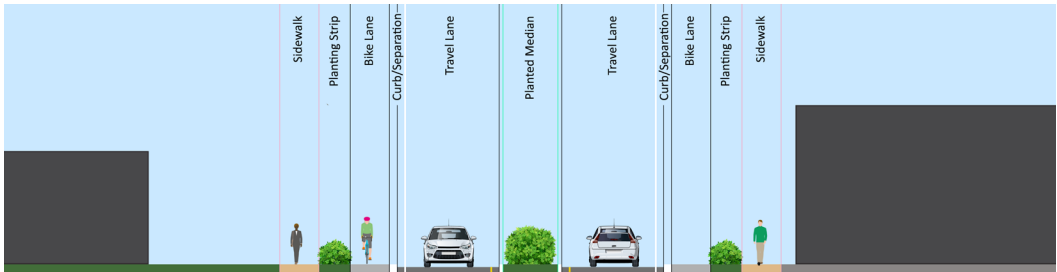 Sidewalk
Planting Strip
Bike Lane
Curb/Separation
Travel Lane
Planted Median
Travel Lane
Curb/Separation
Bike Lane
Planting Strip
Sidewalk